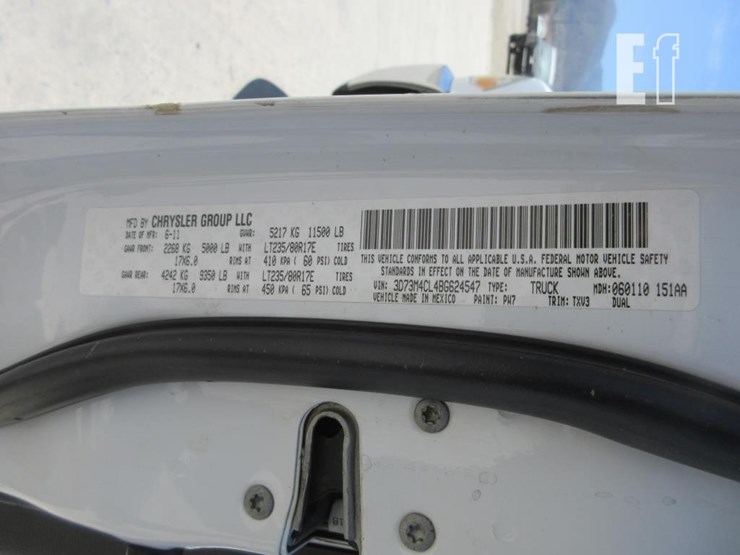 Ef
MFD BY CHRYSLER GROUP LLC
DATE OF MFR: 6-11 GVWR: 5217 KG 11500 LB
GAWR FRONT: 2268 KG 5000 LB WITH LT235/80R17E TIRES
17X6.0 RIMS AT 410 KPA ( 60 PSI) COLD
GAWR REAR: 4242 KG 9350 LB WITH LT235/80R17E TIRES
17X6.0 RIMS AT 450 KPA ( 65 PSI) COLD
THIS VEHICLE CONFORMS TO ALL APPLICABLE U.S.A. FEDERAL MOTOR VEHICLE SAFETY
STANDARDS IN EFFECT ON THE DATE OF MANUFACTURE SHOWN ABOVE.
VIN: 3D73M4CL4BG624547 TYPE: TRUCK MDH: 060110 151AA
VEHICLE MADE IN MEXICO PAINT: PW7 TRIM: TXV3 DUAL